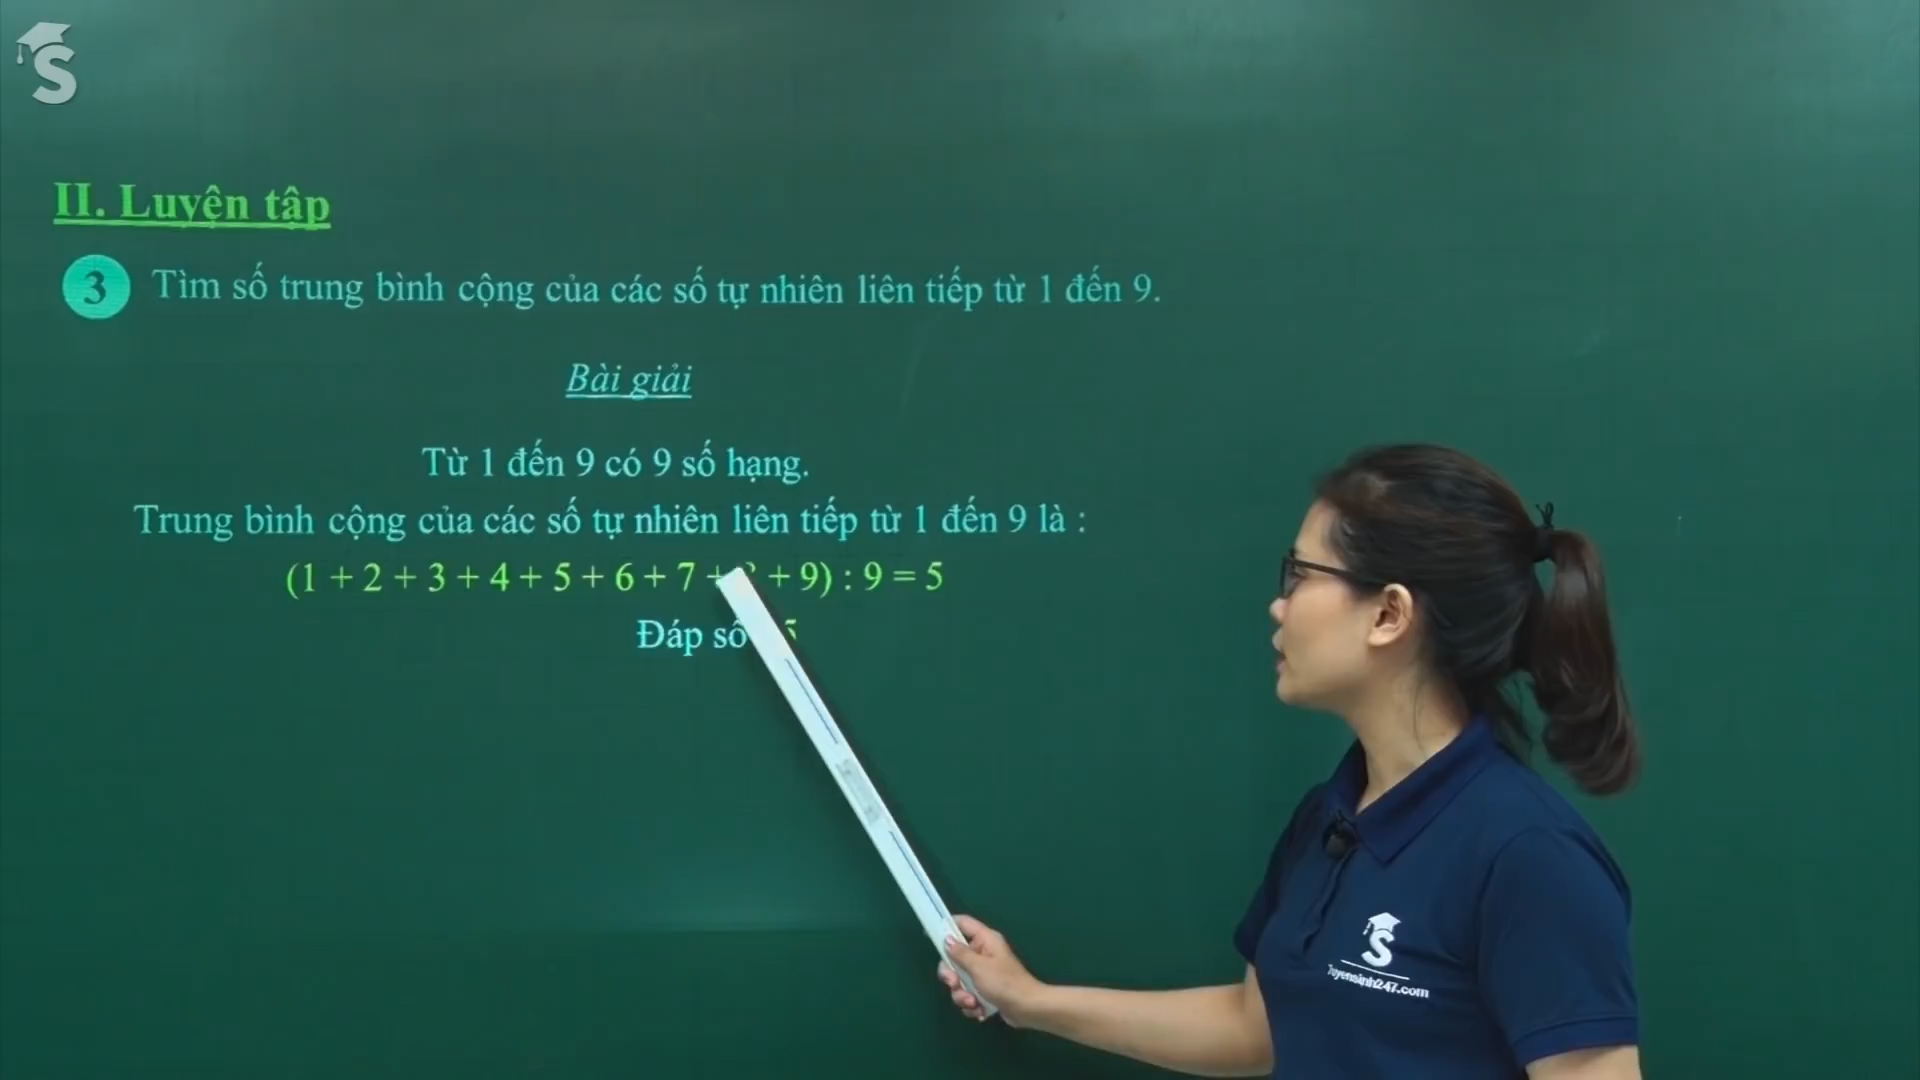 S
II. Luyện tập
3 Tìm số trung bình cộng của các số tự nhiên liên tiếp từ 1 đến 9.
Bài giải
Từ 1 đến 9 có 9 số hạng.
Trung bình cộng của các số tự nhiên liên tiếp từ 1 đến 9 là :
(1 + 2 + 3 + 4 + 5 + 6 + 7 + + 9) : 9 = 5
Đáp số 5
S
Tuyensinh247.com